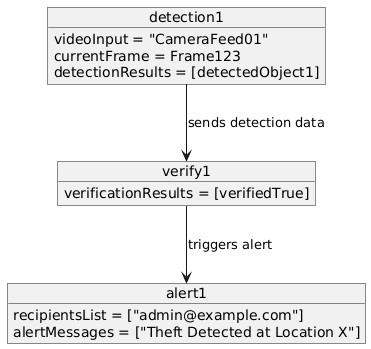 detection1
videoInput = "CameraFeed01"
currentFrame = Frame123
detectionResults = [detectedObject1]
sends detection data
verify1
verificationResults = [verifiedTrue]
triggers alert
alert1
recipientsList = ["admin@example.com"]
alertMessages = ["Theft Detected at Location X"]